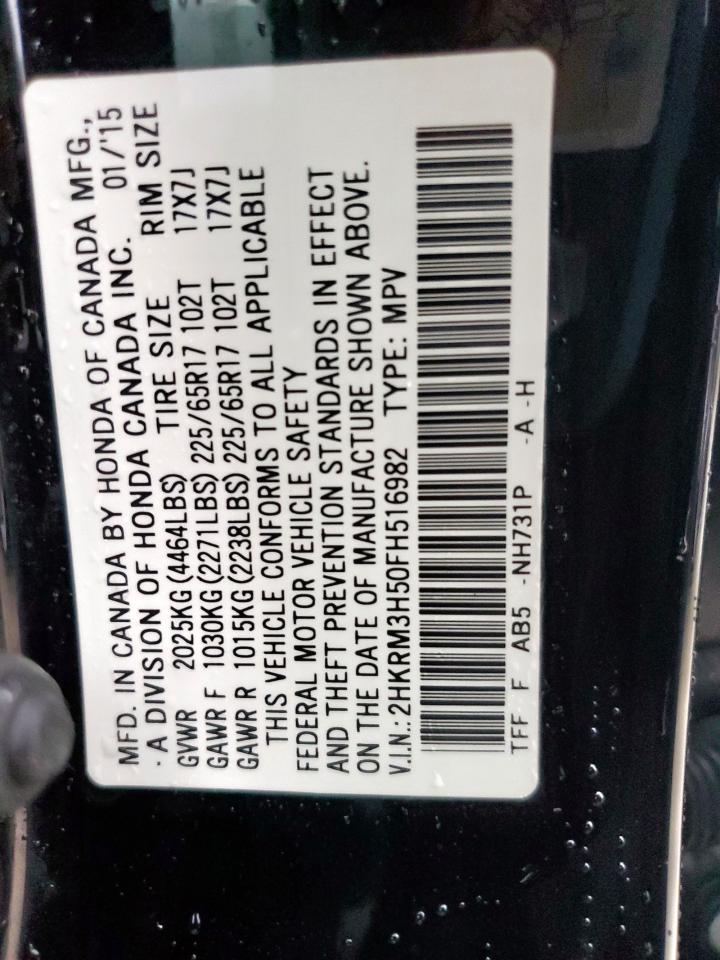 MFD. IN CANADA BY HONDA OF CANADA MFG.,
- A DIVISION OF HONDA CANADA INC. 01/'15
GVWR 2025KG(4464LBS) TIRE SIZE RIM SIZE
GAWR F 1030KG(2271LBS) 225/65R17 102T 17X7J
GAWR R 1015KG(2238LBS) 225/65R17 102T 17X7J
THIS VEHICLE CONFORMS TO ALL APPLICABLE
FEDERAL MOTOR VEHICLE SAFETY
AND THEFT PREVENTION STANDARDS IN EFFECT
ON THE DATE OF MANUFACTURE SHOWN ABOVE.
V.I.N.: 2HKRM3H50FH516982 TYPE: MPV
TFF F AB5 -NH731P -A -H